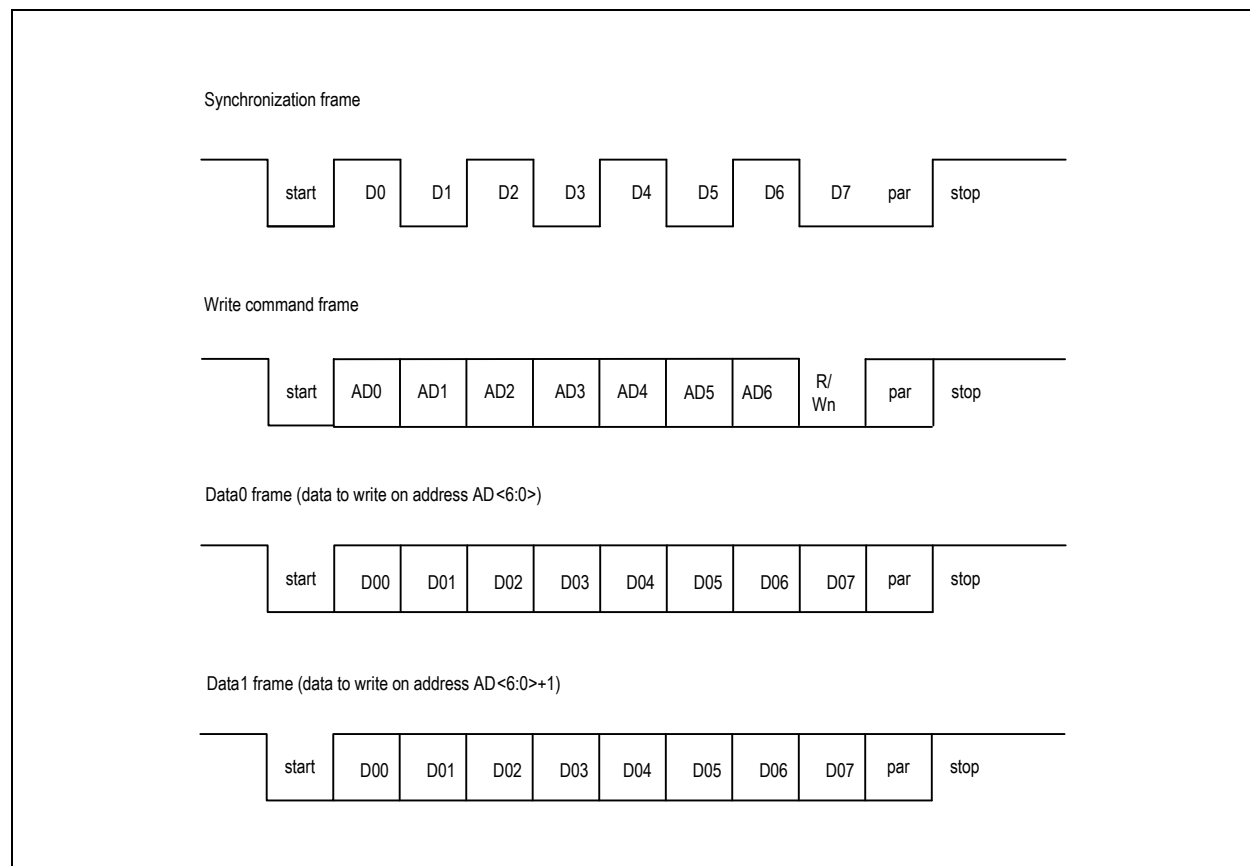 Synchronization frame
start D0 D1 D2 D3 D4 D5 D6 D7 par stop
Write command frame
start AD0 AD1 AD2 AD3 AD4 AD5 AD6 R/ par stop
Wn
Data0 frame (data to write on address AD<6:0>)
start D00 D01 D02 D03 D04 D05 D06 D07 par stop
Data1 frame (data to write on address AD<6:0>+1)
start D00 D01 D02 D03 D04 D05 D06 D07 par stop